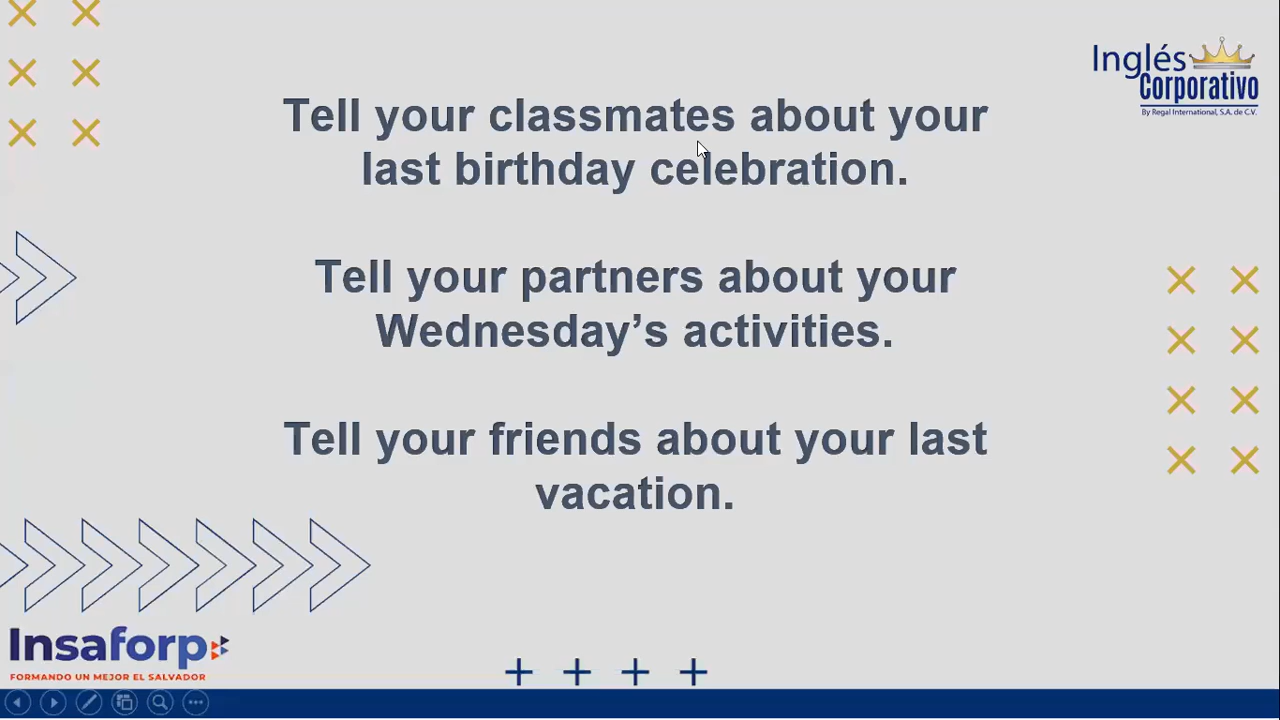 Inglés
Corporativo
By Regal International, S.A. de C.V.
Tell your classmates about your
last birthday celebration.
Tell your partners about your
Wednesday’s activities.
Tell your friends about your last
vacation.
Insaforp
FORMANDO UN MEJOR EL SALVADOR